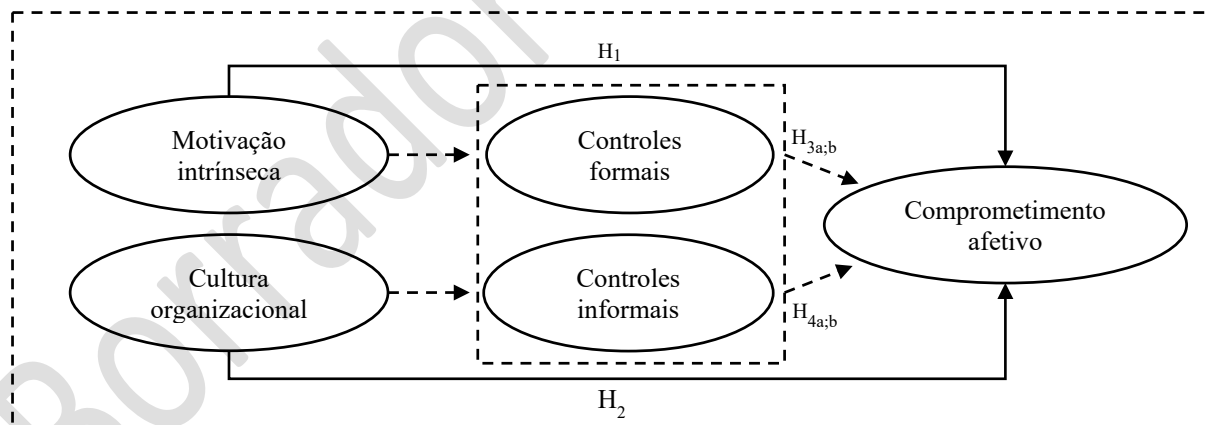 H1
Motivação
intrínseca
Controles
formais
H3a;b
Comprometimento
afetivo
Cultura
organizacional
Controles
informais
H4a;b
H2
Borrador